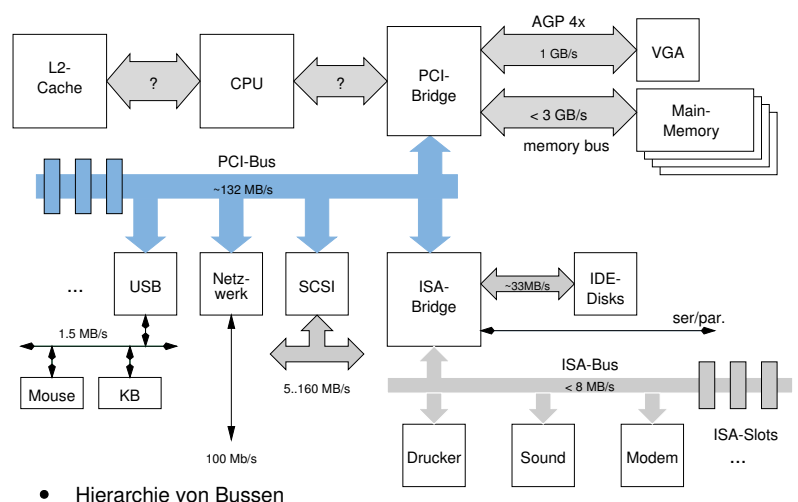 AGP 4x
L2-
Cache
?
CPU
?
PCI-
Bridge
1 GB/s
VGA
< 3 GB/s
memory bus
Main-
Memory
PCI-Bus
~132 MB/s
...
USB
Netz-
werk
SCSI
ISA-
Bridge
~33MB/s
IDE-
Disks
ser/par.
1.5 MB/s
Mouse
KB
5..160 MB/s
100 Mb/s
ISA-Bus
< 8 MB/s
Drucker
Sound
Modem
ISA-Slots
...
• Hierarchie von Bussen